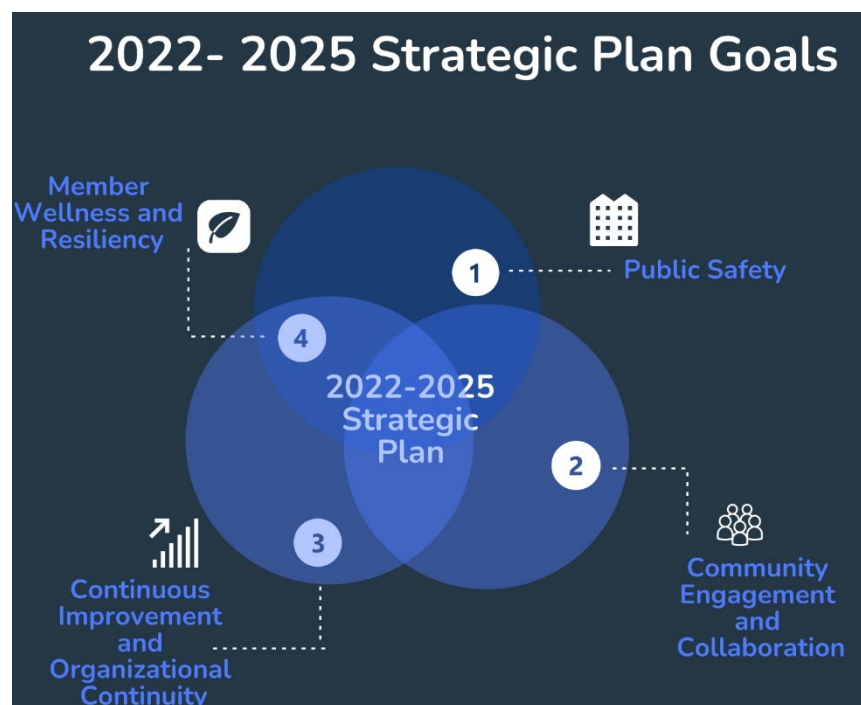 2022- 2025 Strategic Plan Goals
Member
Wellness and
Resiliency
1
Public Safety
4
2022-2025
Strategic
Plan
2
3
Community
Engagement
and
Collaboration
Continuous
Improvement
and
Organizational
Continuity